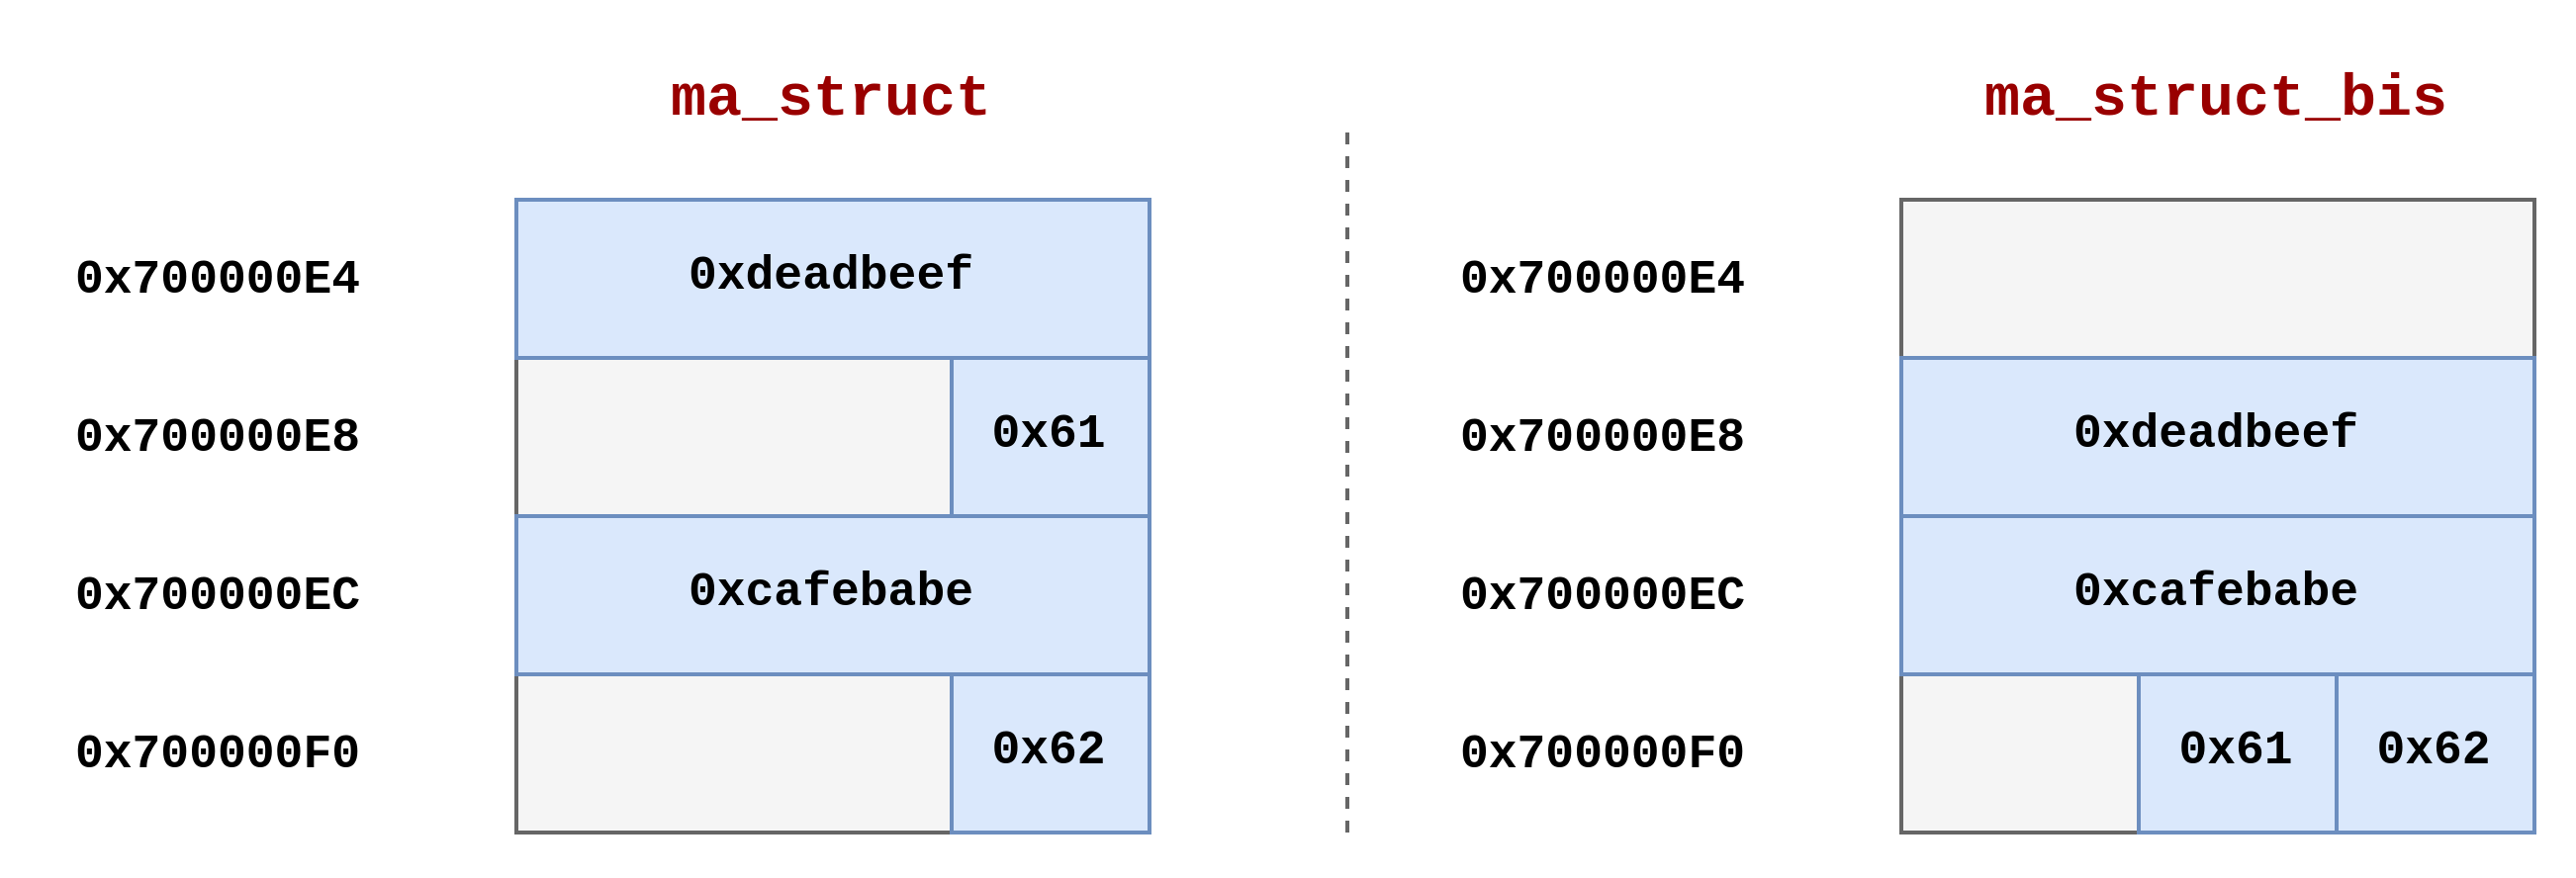 ma_struct
0x700000E4 0xdeadbeef
0x700000E8 0x61
0x700000EC 0xcafebabe
0x700000F0 0x62
ma_struct_bis
0x700000E4
0x700000E8 0xdeadbeef
0x700000EC 0xcafebabe
0x700000F0 0x61 0x62